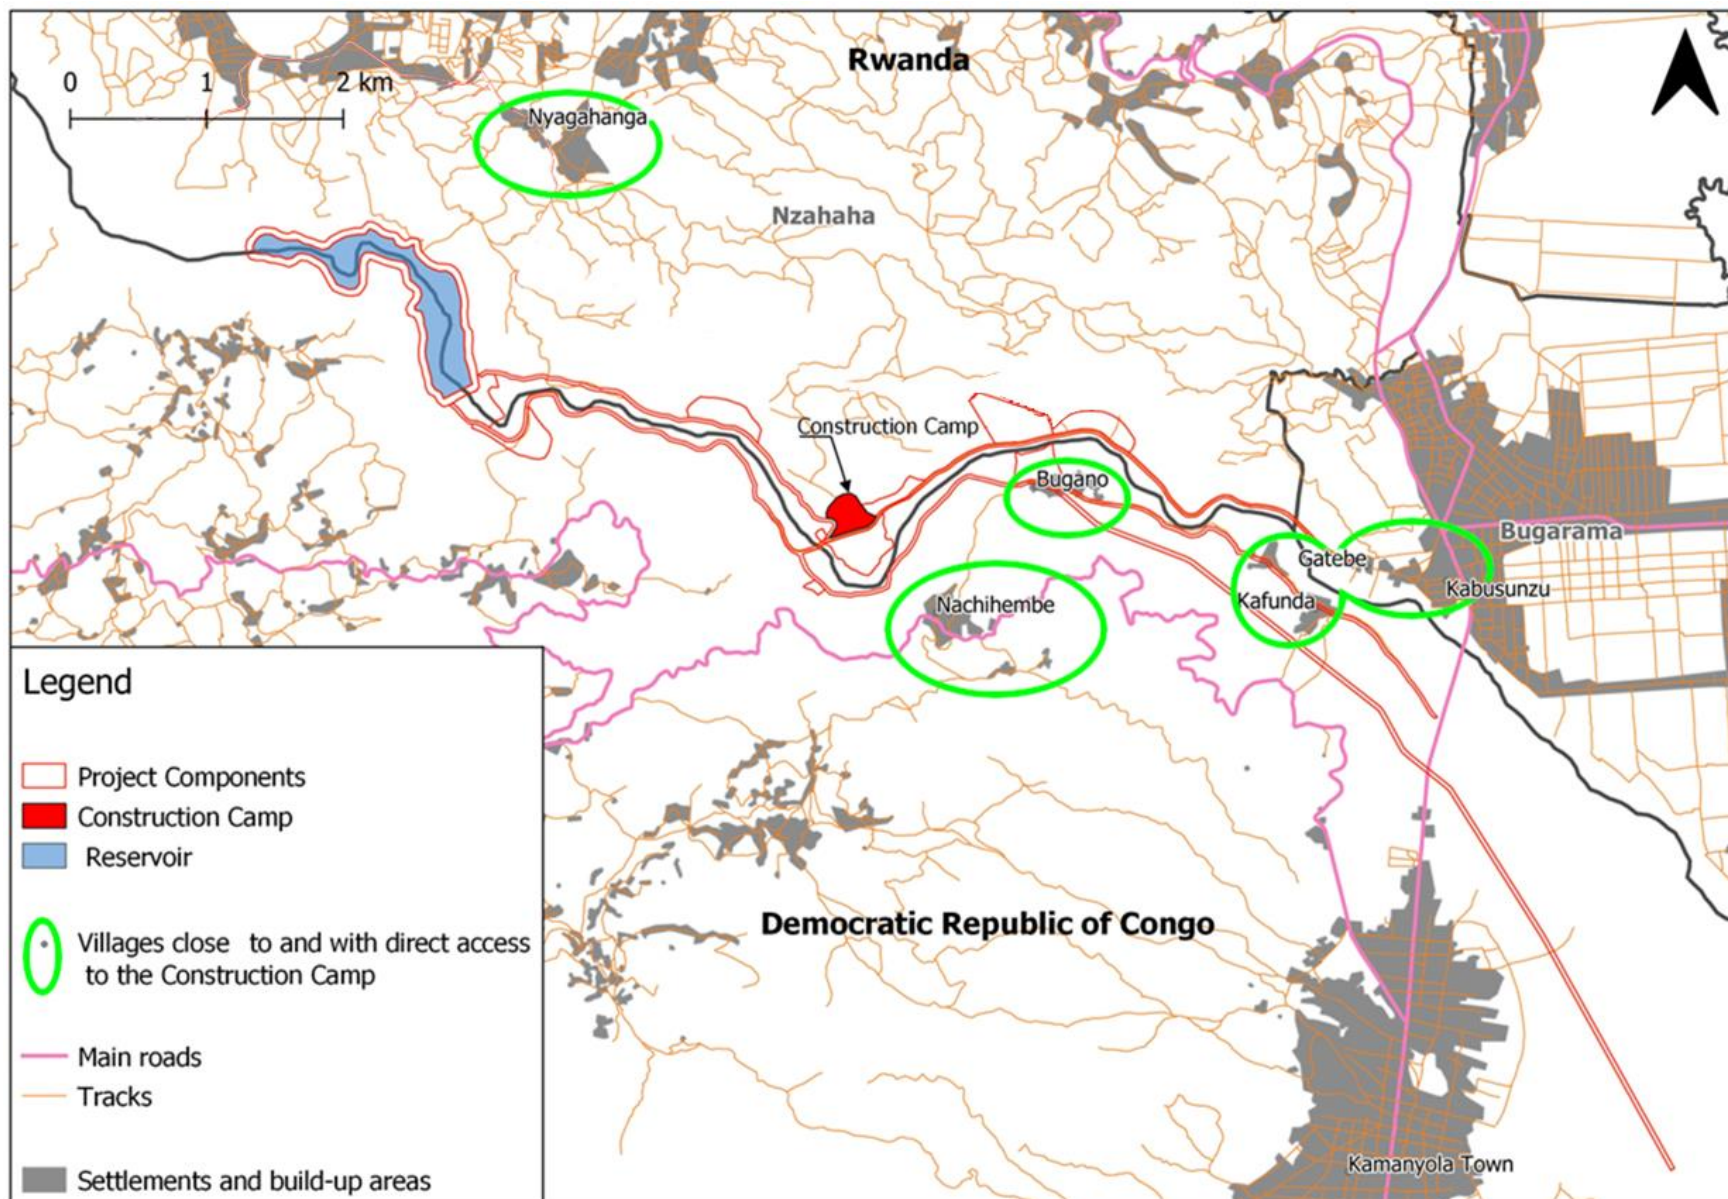 Rwanda
0 1 2 km
Nyagahanga
Nzahaha
Construction Camp
Bugano
Bugarama
Gatebe
Kabusunzu
Kafunda
Nachihembe
Democratic Republic of Congo
Kamanyola Town
Legend
Project Components
Construction Camp
Reservoir
Villages close to and with direct access
to the Construction Camp
Main roads
Tracks
Settlements and build-up areas